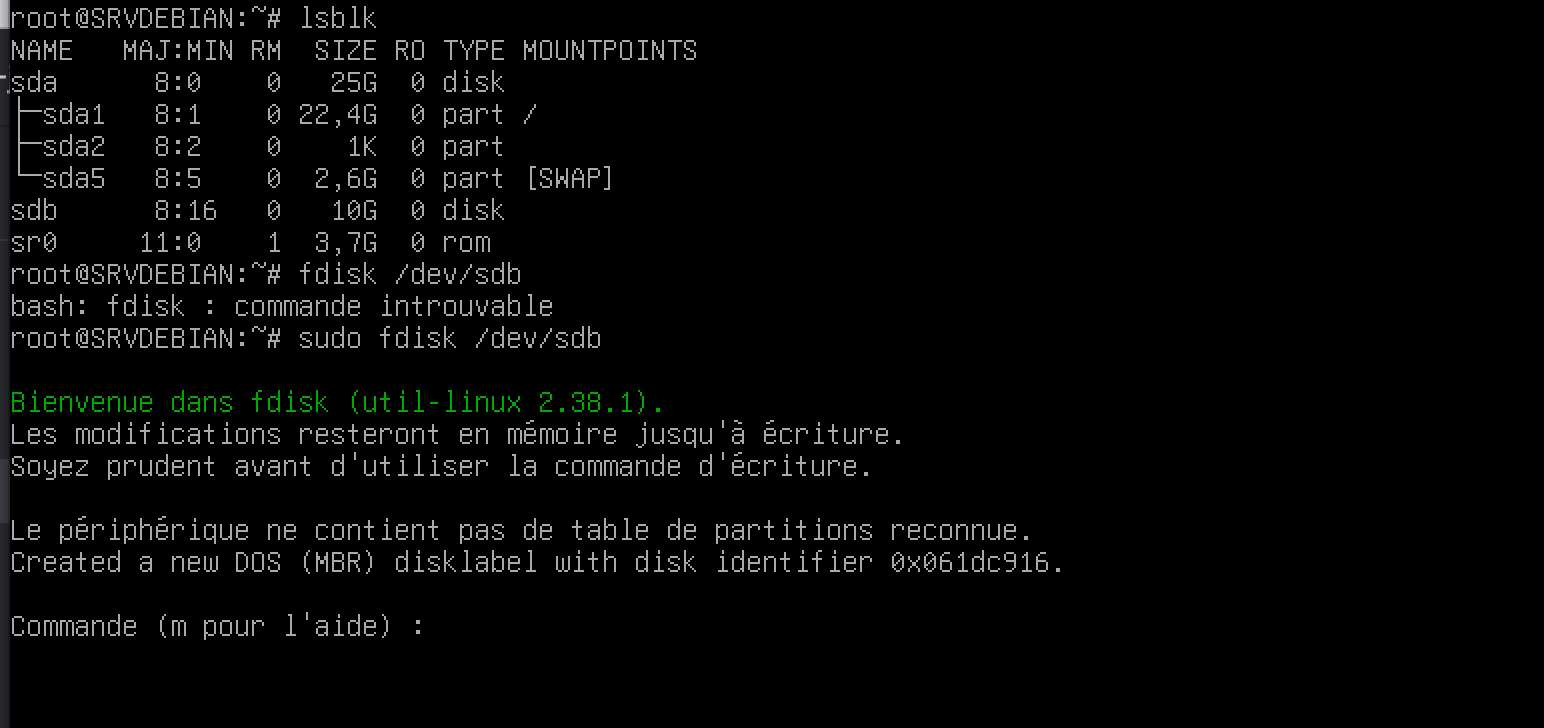 root@SRVDEBIAN:~# lsblk
NAME   MAJ:MIN RM   SIZE RO TYPE MOUNTPOINTS
sda      8:0    0    25G  0 disk
├─sda1   8:1    0  22,4G  0 part /
├─sda2   8:2    0     1K  0 part
└─sda5   8:5    0   2,6G  0 part [SWAP]
sdb      8:16   0    10G  0 disk
sr0     11:0    1   3,7G  0 rom
root@SRVDEBIAN:~# fdisk /dev/sdb
bash: fdisk : commande introuvable
root@SRVDEBIAN:~# sudo fdisk /dev/sdb

Bienvenue dans fdisk (util-linux 2.38.1).
Les modifications resteront en mémoire jusqu'à écriture.
Soyez prudent avant d'utiliser la commande d'écriture.

Le périphérique ne contient pas de table de partitions reconnue.
Created a new DOS (MBR) disklabel with disk identifier 0x061dc916.

Commande (m pour l'aide) :